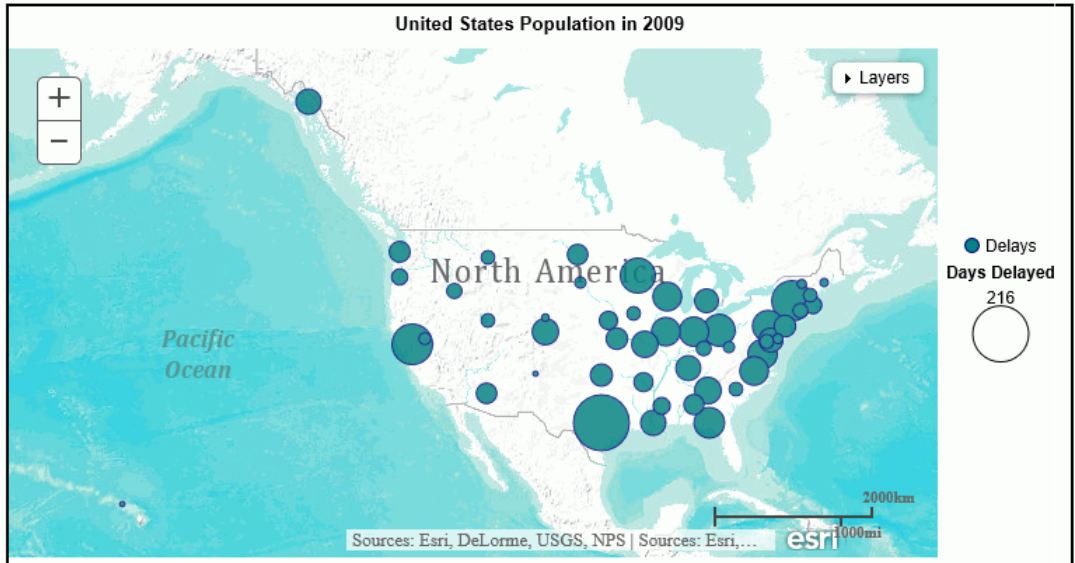 United States Population in 2009
+
Layers
−
Delays
North America
Days Delayed
216
Pacific
Ocean
2000km
1000mi
Sources: Esri, DeLorme, USGS, NPS | Sources: Esri,...
esri